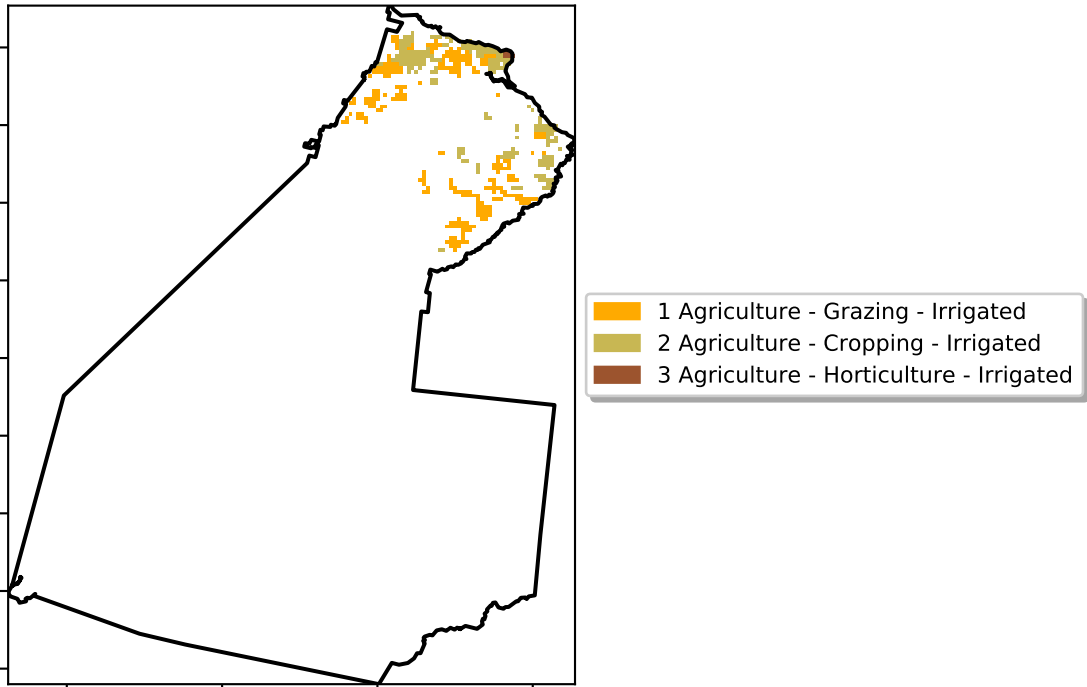 1 Agriculture - Grazing - Irrigated
2 Agriculture - Cropping - Irrigated
3 Agriculture - Horticulture - Irrigated